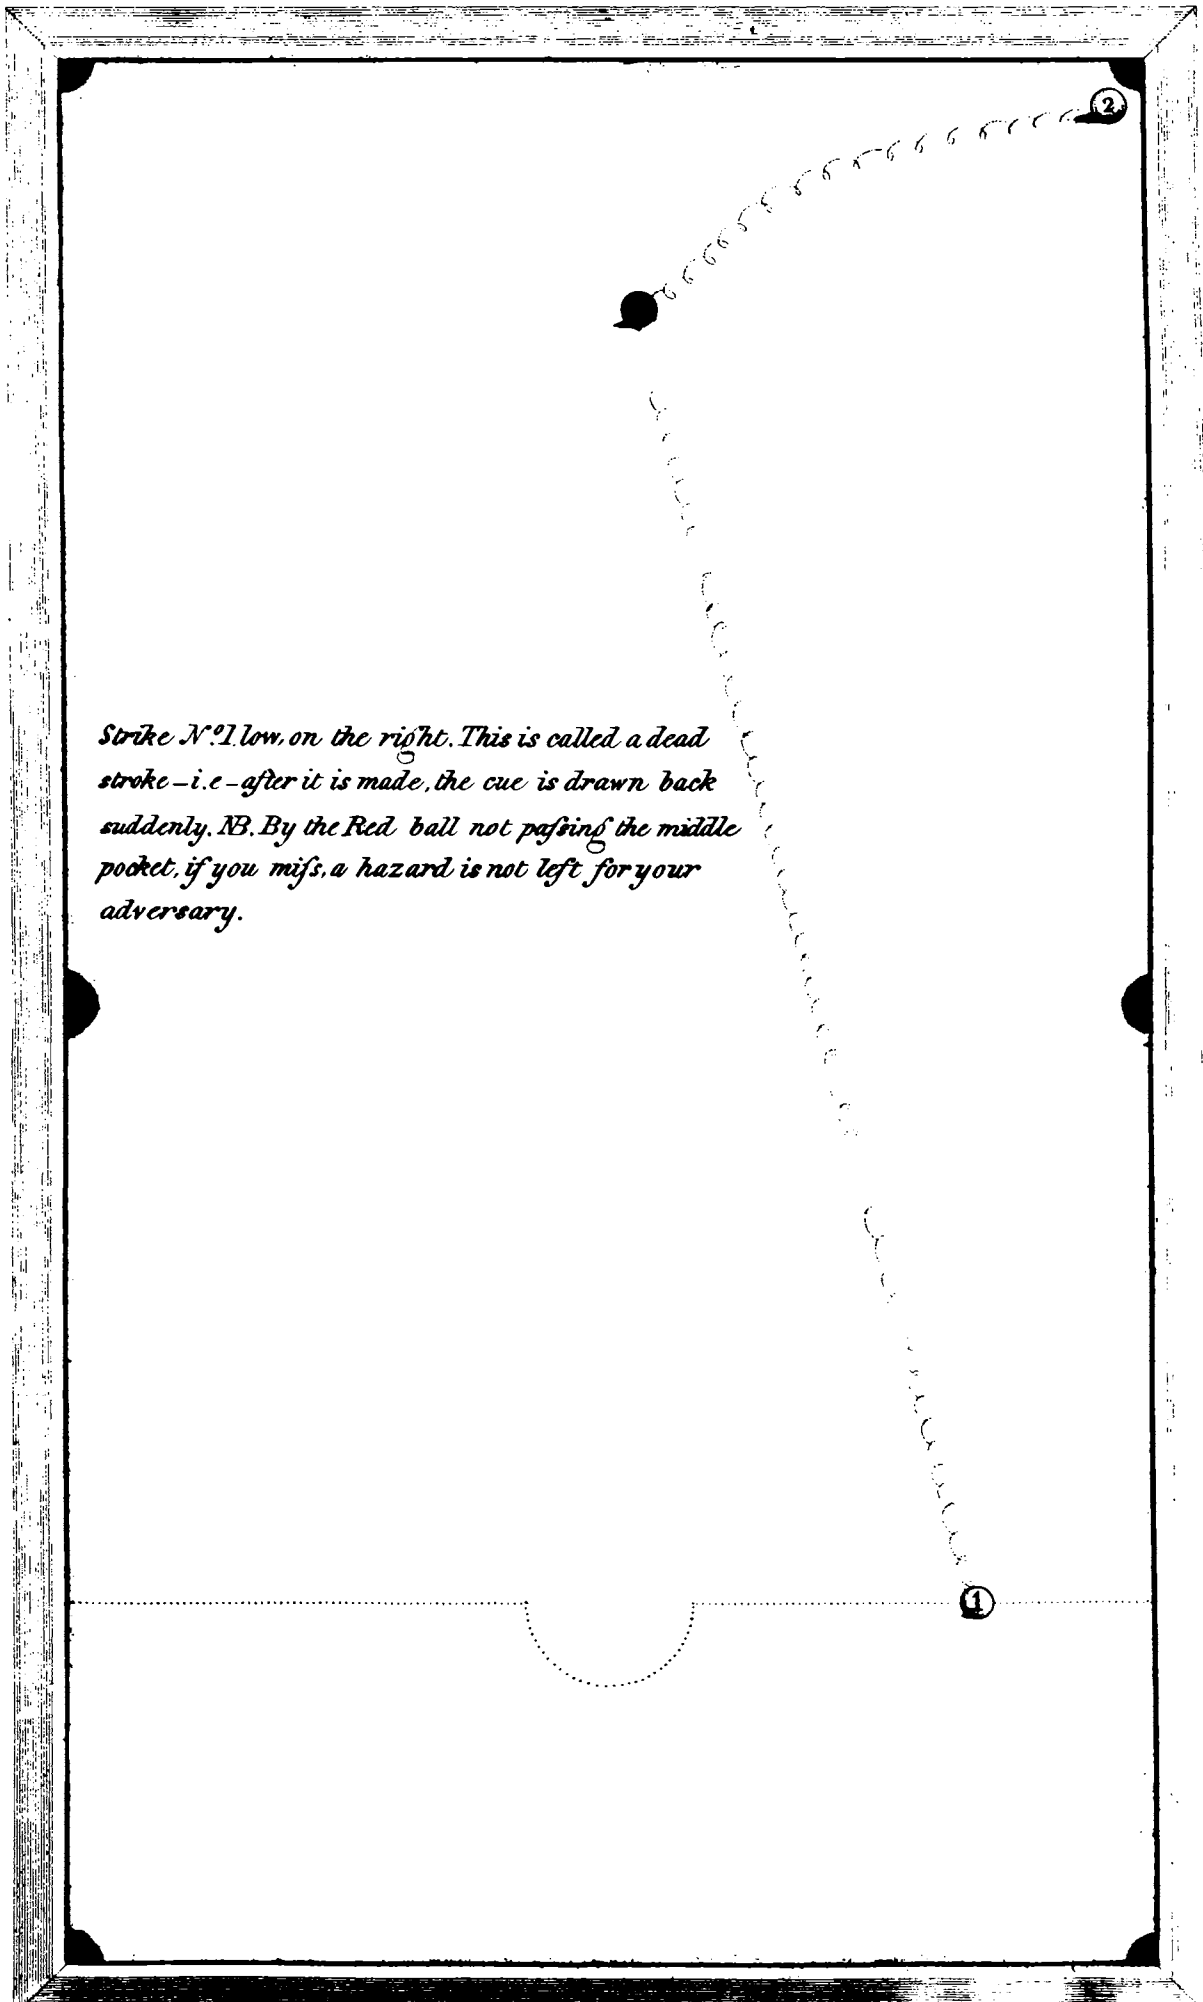 2
Strike Nº.1 low, on the right. This is called a dead
stroke – i.e – after it is made, the cue is drawn back
suddenly. NB. By the Red ball not paſsing the middle
pocket, if you miſs, a hazard is not left for your
adversary.
1